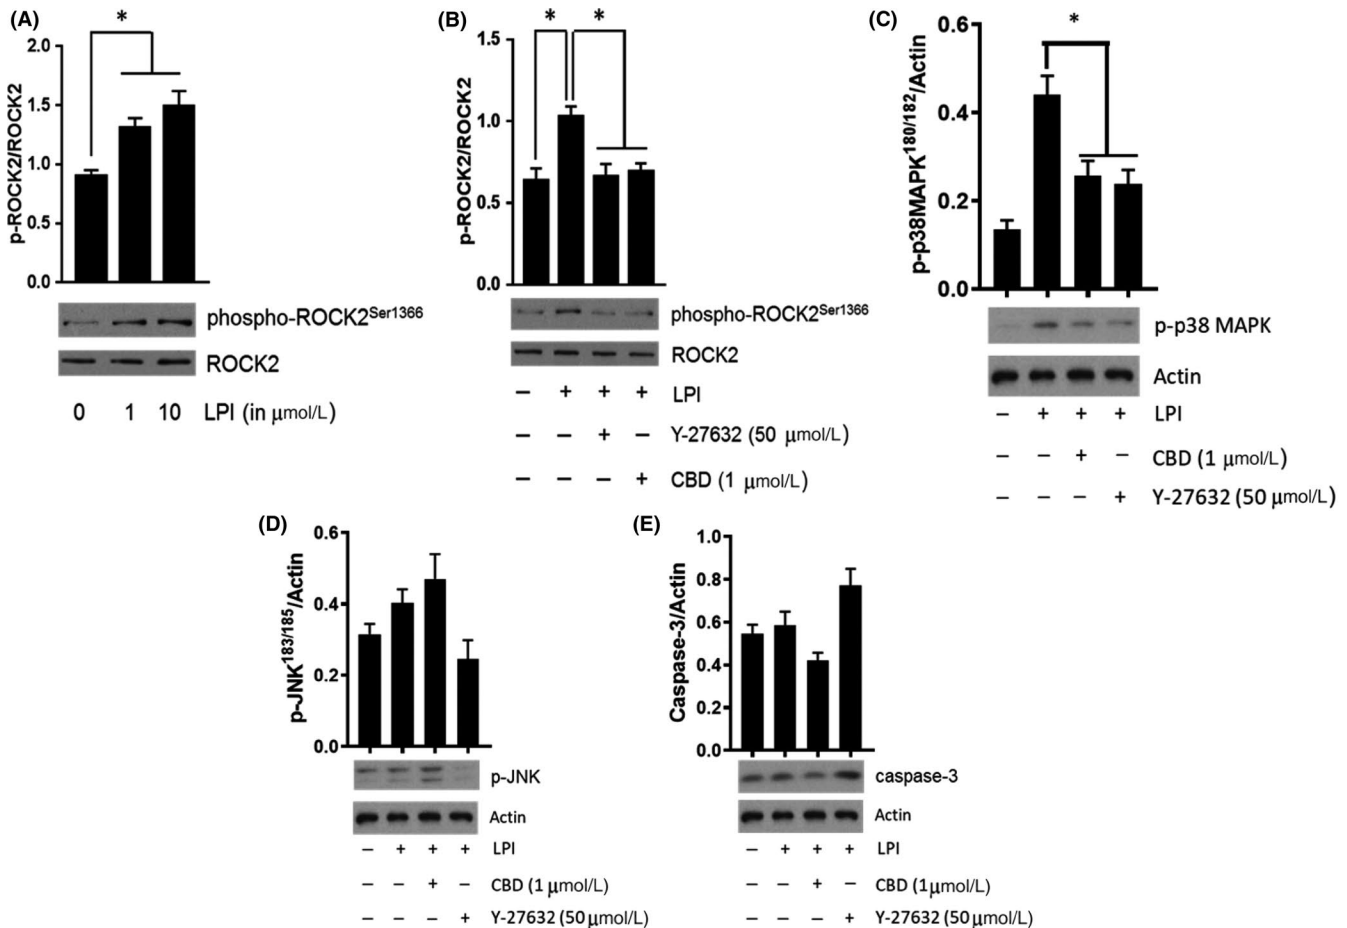 (A)
*
p-ROCK2/ROCK2
2.0
1.5
1.0
0.5
0.0
phospho-ROCK2Ser1366
ROCK2
0 1 10 LPI (in μmol/L)
(B)
* *
p-ROCK2/ROCK2
1.5
1.0
0.5
0.0
phospho-ROCK2Ser1366
ROCK2
– + + + LPI
– – + – Y-27632 (50 μmol/L)
– – – + CBD (1 μmol/L)
(C)
*
p-p38MAPK180/182/Actin
0.6
0.4
0.2
0.0
p-p38 MAPK
Actin
– + + + LPI
– – + – CBD (1 μmol/L)
– – – + Y-27632 (50 μmol/L)
(D)
p-JNK183/185/Actin
0.6
0.4
0.2
0.0
p-JNK
Actin
– + + + LPI
– – + – CBD (1 μmol/L)
– – – + Y-27632 (50 μmol/L)
(E)
Caspase-3/Actin
1.0
0.8
0.6
0.4
0.2
0.0
caspase-3
Actin
– + + + LPI
– – + – CBD (1μmol/L)
– – – + Y-27632 (50 μmol/L)